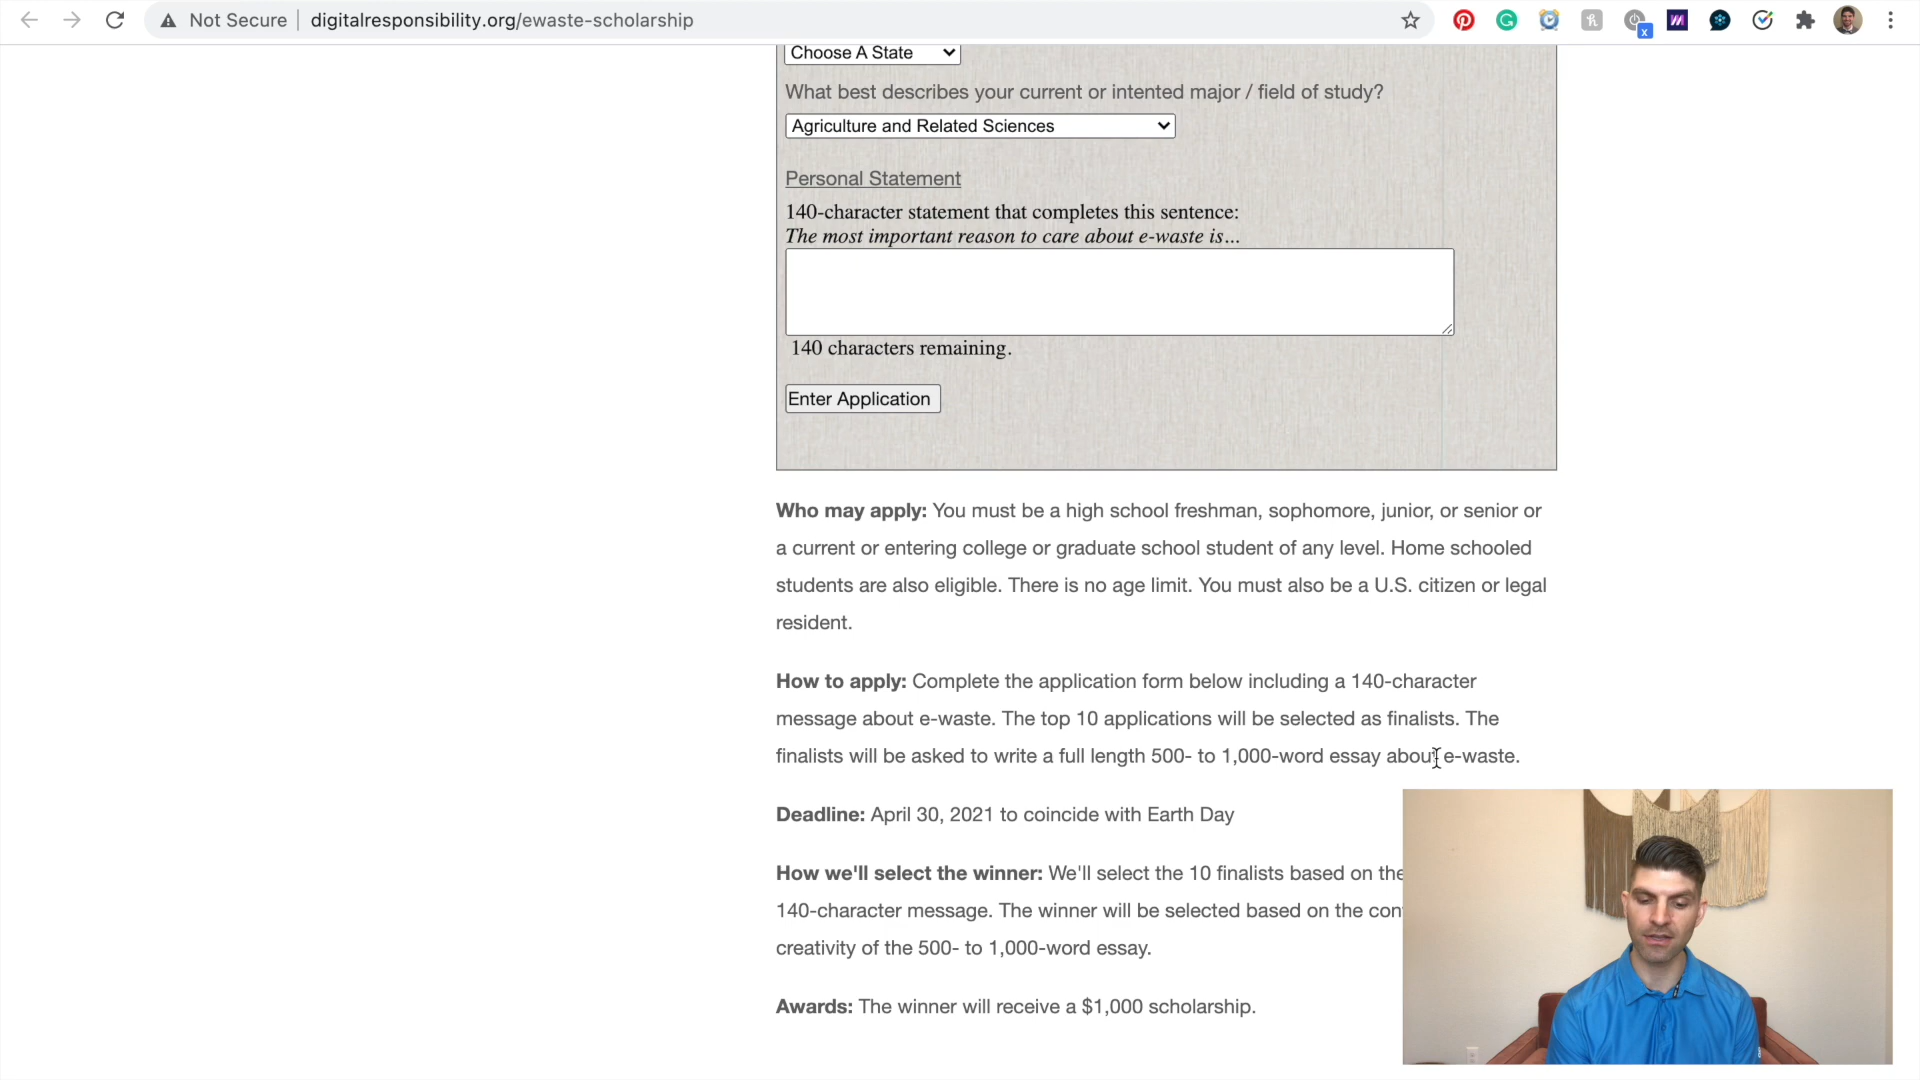 Not Secure
digitalresponsibility.org/ewaste-scholarship
Choose A State
What best describes your current or intented major / field of study?
Agriculture and Related Sciences
Personal Statement
140-character statement that completes this sentence:
The most important reason to care about e-waste is...
140 characters remaining.
Enter Application
Who may apply: You must be a high school freshman, sophomore, junior, or senior or
a current or entering college or graduate school student of any level. Home schooled
students are also eligible. There is no age limit. You must also be a U.S. citizen or legal
resident.
How to apply: Complete the application form below including a 140-character
message about e-waste. The top 10 applications will be selected as finalists. The
finalists will be asked to write a full length 500- to 1,000-word essay about e-waste.
Deadline: April 30, 2021 to coincide with Earth Day
How we'll select the winner: We'll select the 10 finalists based on the
140-character message. The winner will be selected based on the
creativity of the 500- to 1,000-word essay.
Awards: The winner will receive a $1,000 scholarship.